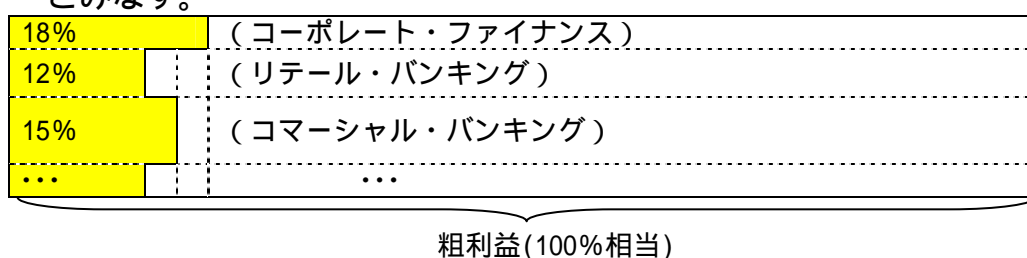 とみなす。
18% （コーポレート・ファイナンス）
12% （リテール・バンキング）
15% （コマーシャル・バンキング）
･･･ ･･･
粗利益(100%相当)